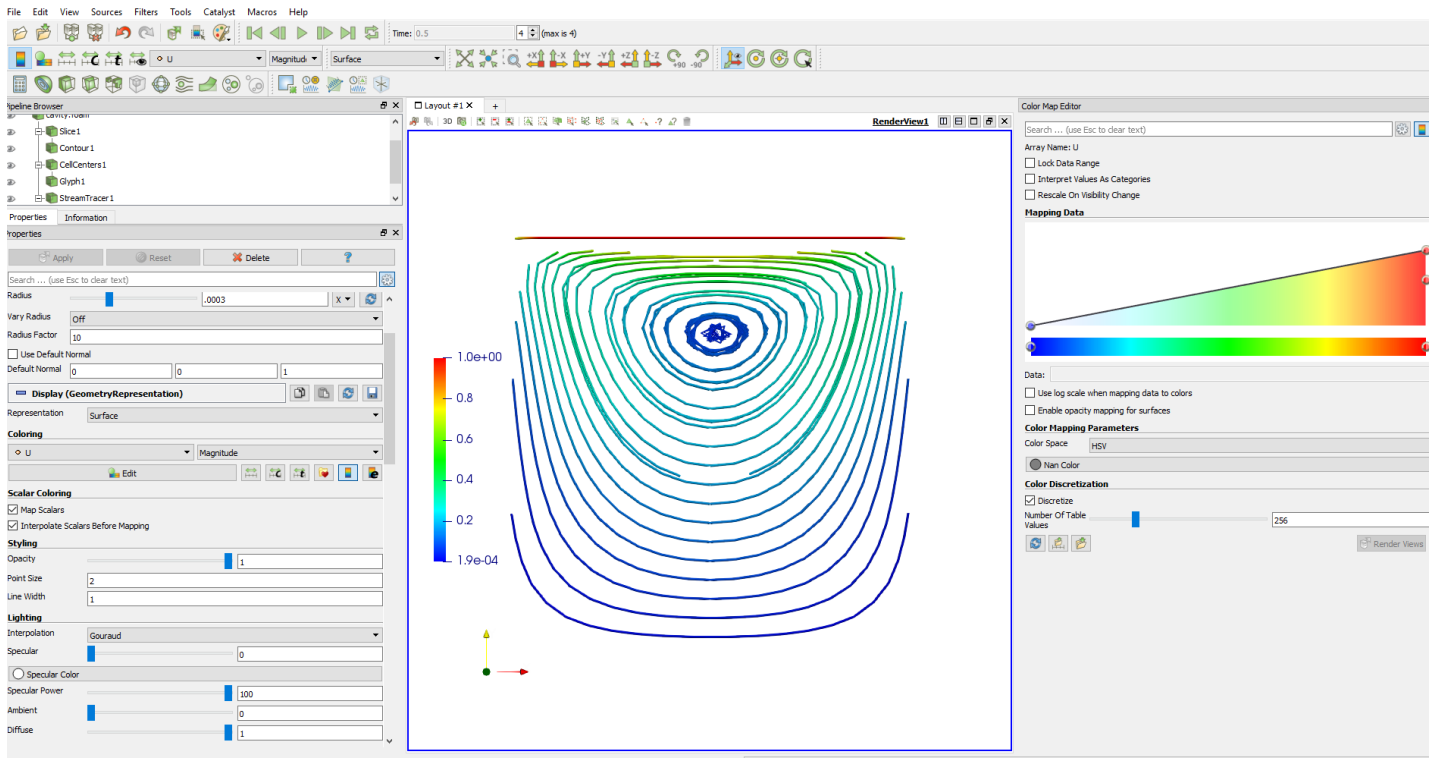 File Edit View Sources Filters Tools Catalyst Macros Help
Time: 0.5 4 (max is 4)
U Magnitud Surface +X -X +Y -Y +Z -Z +90 -90
Pipeline Browser
cavity.foam
Slice1
Contour1
CellCenters1
Glyph1
StreamTracer1
Properties Information
Properties
Apply Reset Delete ?
Search ... (use Esc to clear text)
Radius .0003 X
Vary Radius Off
Radius Factor 10
Use Default Normal
Default Normal 0 0 1
Display (GeometryRepresentation)
Representation Surface
Coloring
U Magnitude
Edit
Scalar Coloring
Map Scalars
Interpolate Scalars Before Mapping
Styling
Opacity 1
Point Size 2
Line Width 1
Lighting
Interpolation Gouraud
Specular 0
Specular Color
Specular Power 100
Ambient 0
Diffuse 1
Layout #1 +
3D RenderView1
1.0e+00
0.8
0.6
0.4
0.2
1.9e-04
Color Map Editor
Search ... (use Esc to clear text)
Array Name: U
Lock Data Range
Interpret Values As Categories
Rescale On Visibility Change
Mapping Data
Data:
Use log scale when mapping data to colors
Enable opacity mapping for surfaces
Color Mapping Parameters
Color Space HSV
Nan Color
Color Discretization
Discretize
Number Of Table Values 256
Render Views